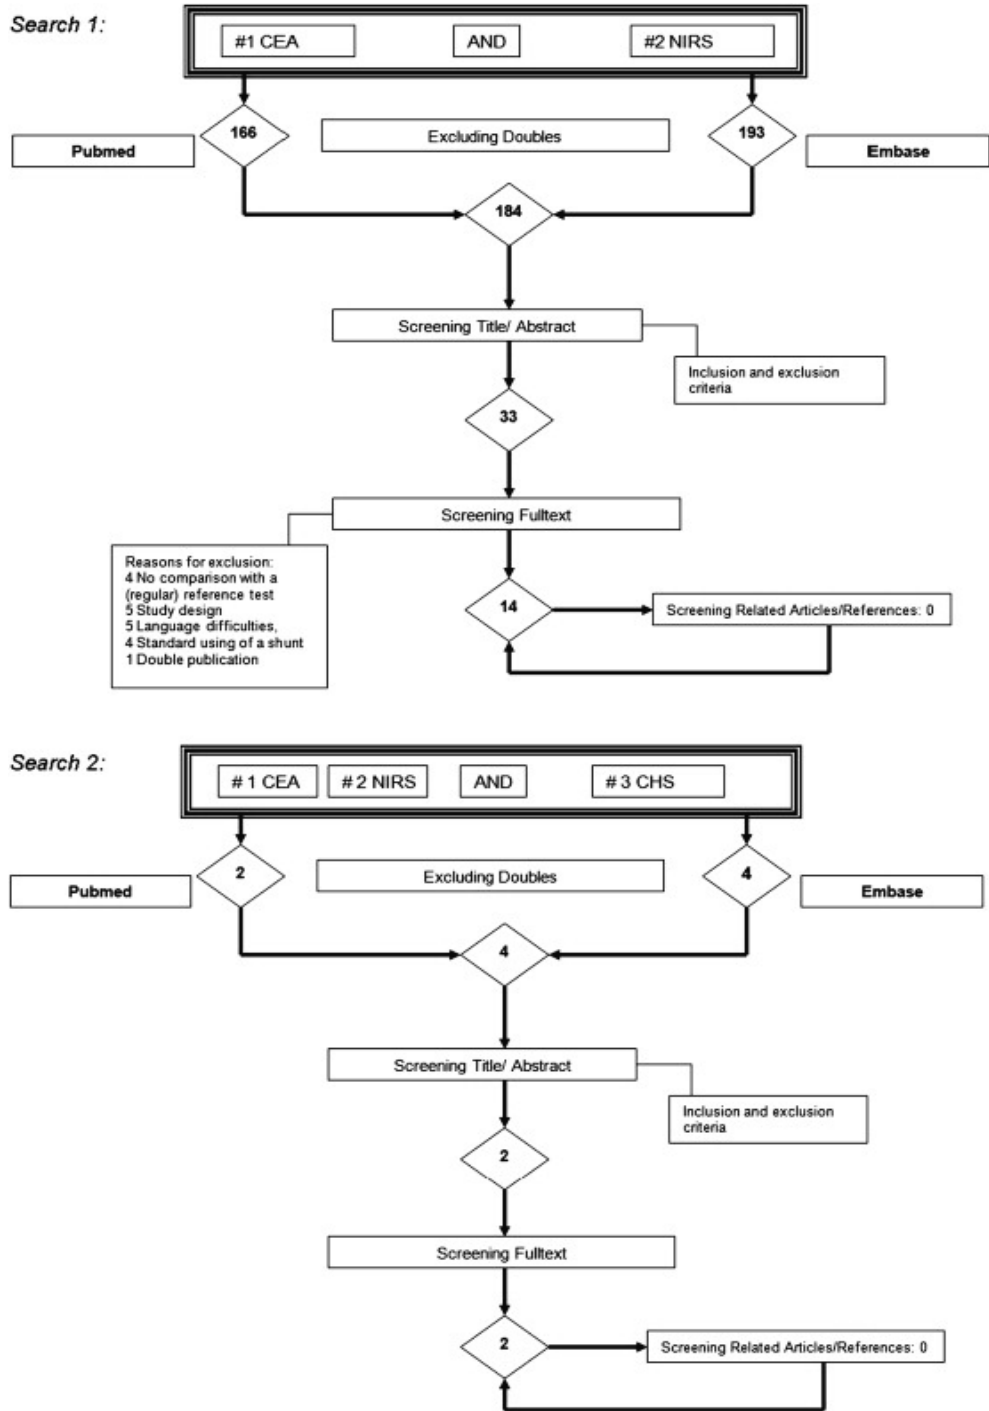 Search 1:
#1 CEA AND #2 NIRS
166 193
Pubmed Excluding Doubles Embase
184
Screening Title/ Abstract
Inclusion and exclusion
criteria
33
Screening Fulltext
Reasons for exclusion:
4 No comparison with a
(regular) reference test
5 Study design
5 Language difficulties,
4 Standard using of a shunt
1 Double publication
14
Screening Related Articles/References: 0
Search 2:
# 1 CEA # 2 NIRS AND # 3 CHS
2 4
Pubmed Excluding Doubles Embase
4
Screening Title/ Abstract
Inclusion and exclusion
criteria
2
Screening Fulltext
2
Screening Related Articles/References: 0